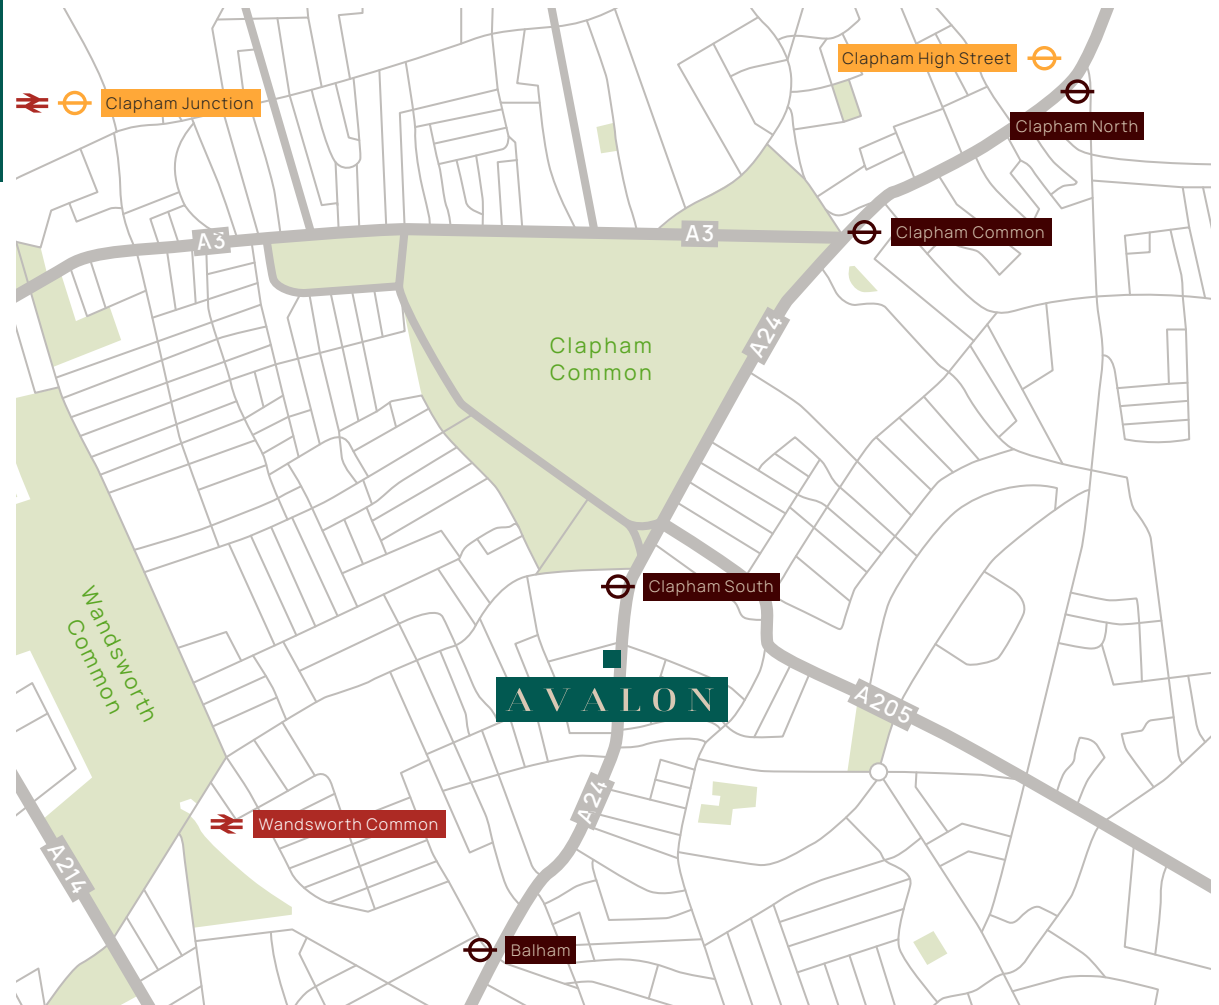 Clapham High Street
Clapham Junction
Clapham North
A3
A3
Clapham Common
A24
Clapham
Common
Clapham South
Wandsworth
Common
AVALON
A205
A24
Wandsworth Common
A214
Balham